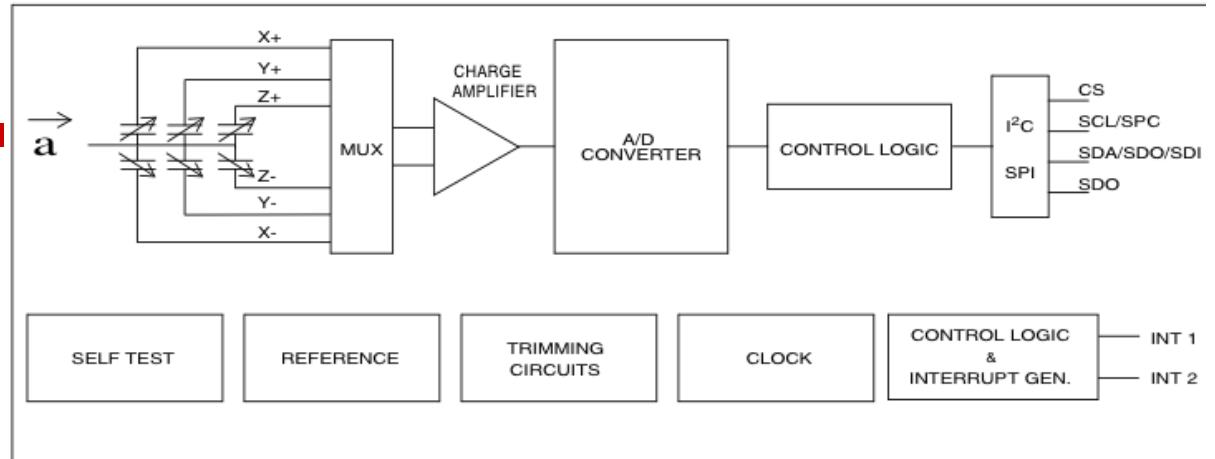 X+
Y+
Z+
a
Z-
Y-
X-
MUX
CHARGE
AMPLIFIER
A/D
CONVERTER
CONTROL LOGIC
I²C
SPI
CS
SCL/SPC
SDA/SDO/SDI
SDO
SELF TEST
REFERENCE
TRIMMING
CIRCUITS
CLOCK
CONTROL LOGIC
&
INTERRUPT GEN.
INT 1
INT 2